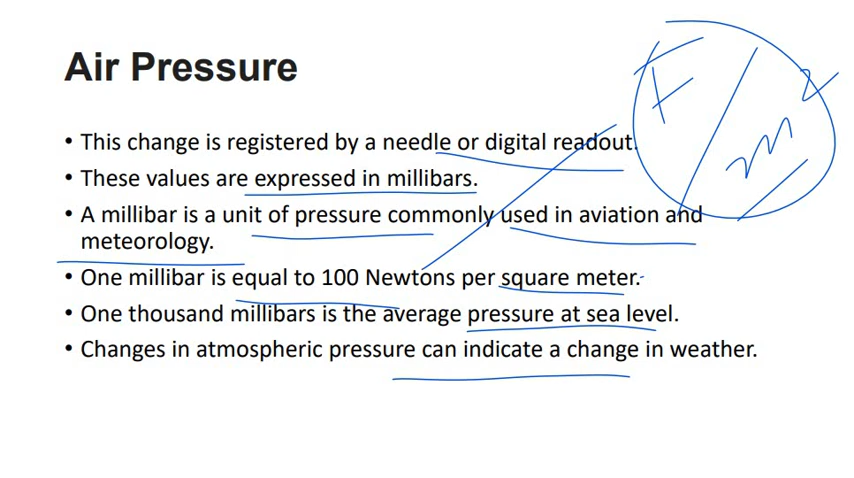 Air Pressure
• This change is registered by a needle or digital readout.
• These values are expressed in millibars.
• A millibar is a unit of pressure commonly used in aviation and
meteorology.
• One millibar is equal to 100 Newtons per square meter.
• One thousand millibars is the average pressure at sea level.
• Changes in atmospheric pressure can indicate a change in weather.